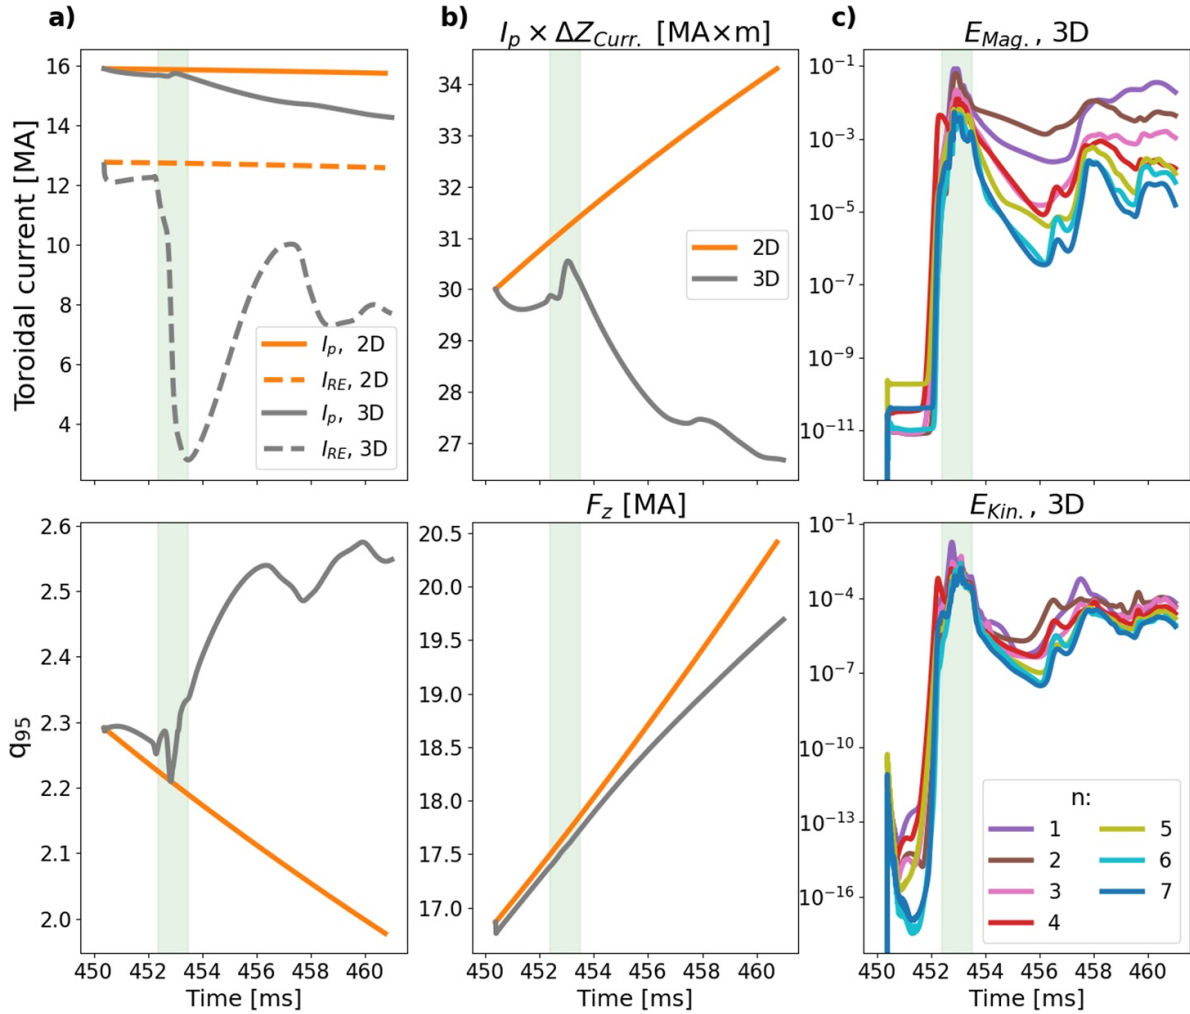 a)
b)
c)
I_p × ΔZ_Curr. [MA×m]
E_Mag., 3D
Toroidal current [MA]
16
14
12
10
8
6
4
I_p, 2D
I_RE, 2D
I_p, 3D
I_RE, 3D
34
33
32
31
30
29
28
27
2D
3D
10^-1
10^-3
10^-5
10^-7
10^-9
10^-11
F_z [MA]
E_Kin., 3D
q_95
2.6
2.5
2.4
2.3
2.2
2.1
2.0
450 452 454 456 458 460
Time [ms]
20.5
20.0
19.5
19.0
18.5
18.0
17.5
17.0
450 452 454 456 458 460
Time [ms]
10^-1
10^-4
10^-7
10^-10
10^-13
10^-16
n:
1 5
2 6
3 7
4
450 452 454 456 458 460
Time [ms]